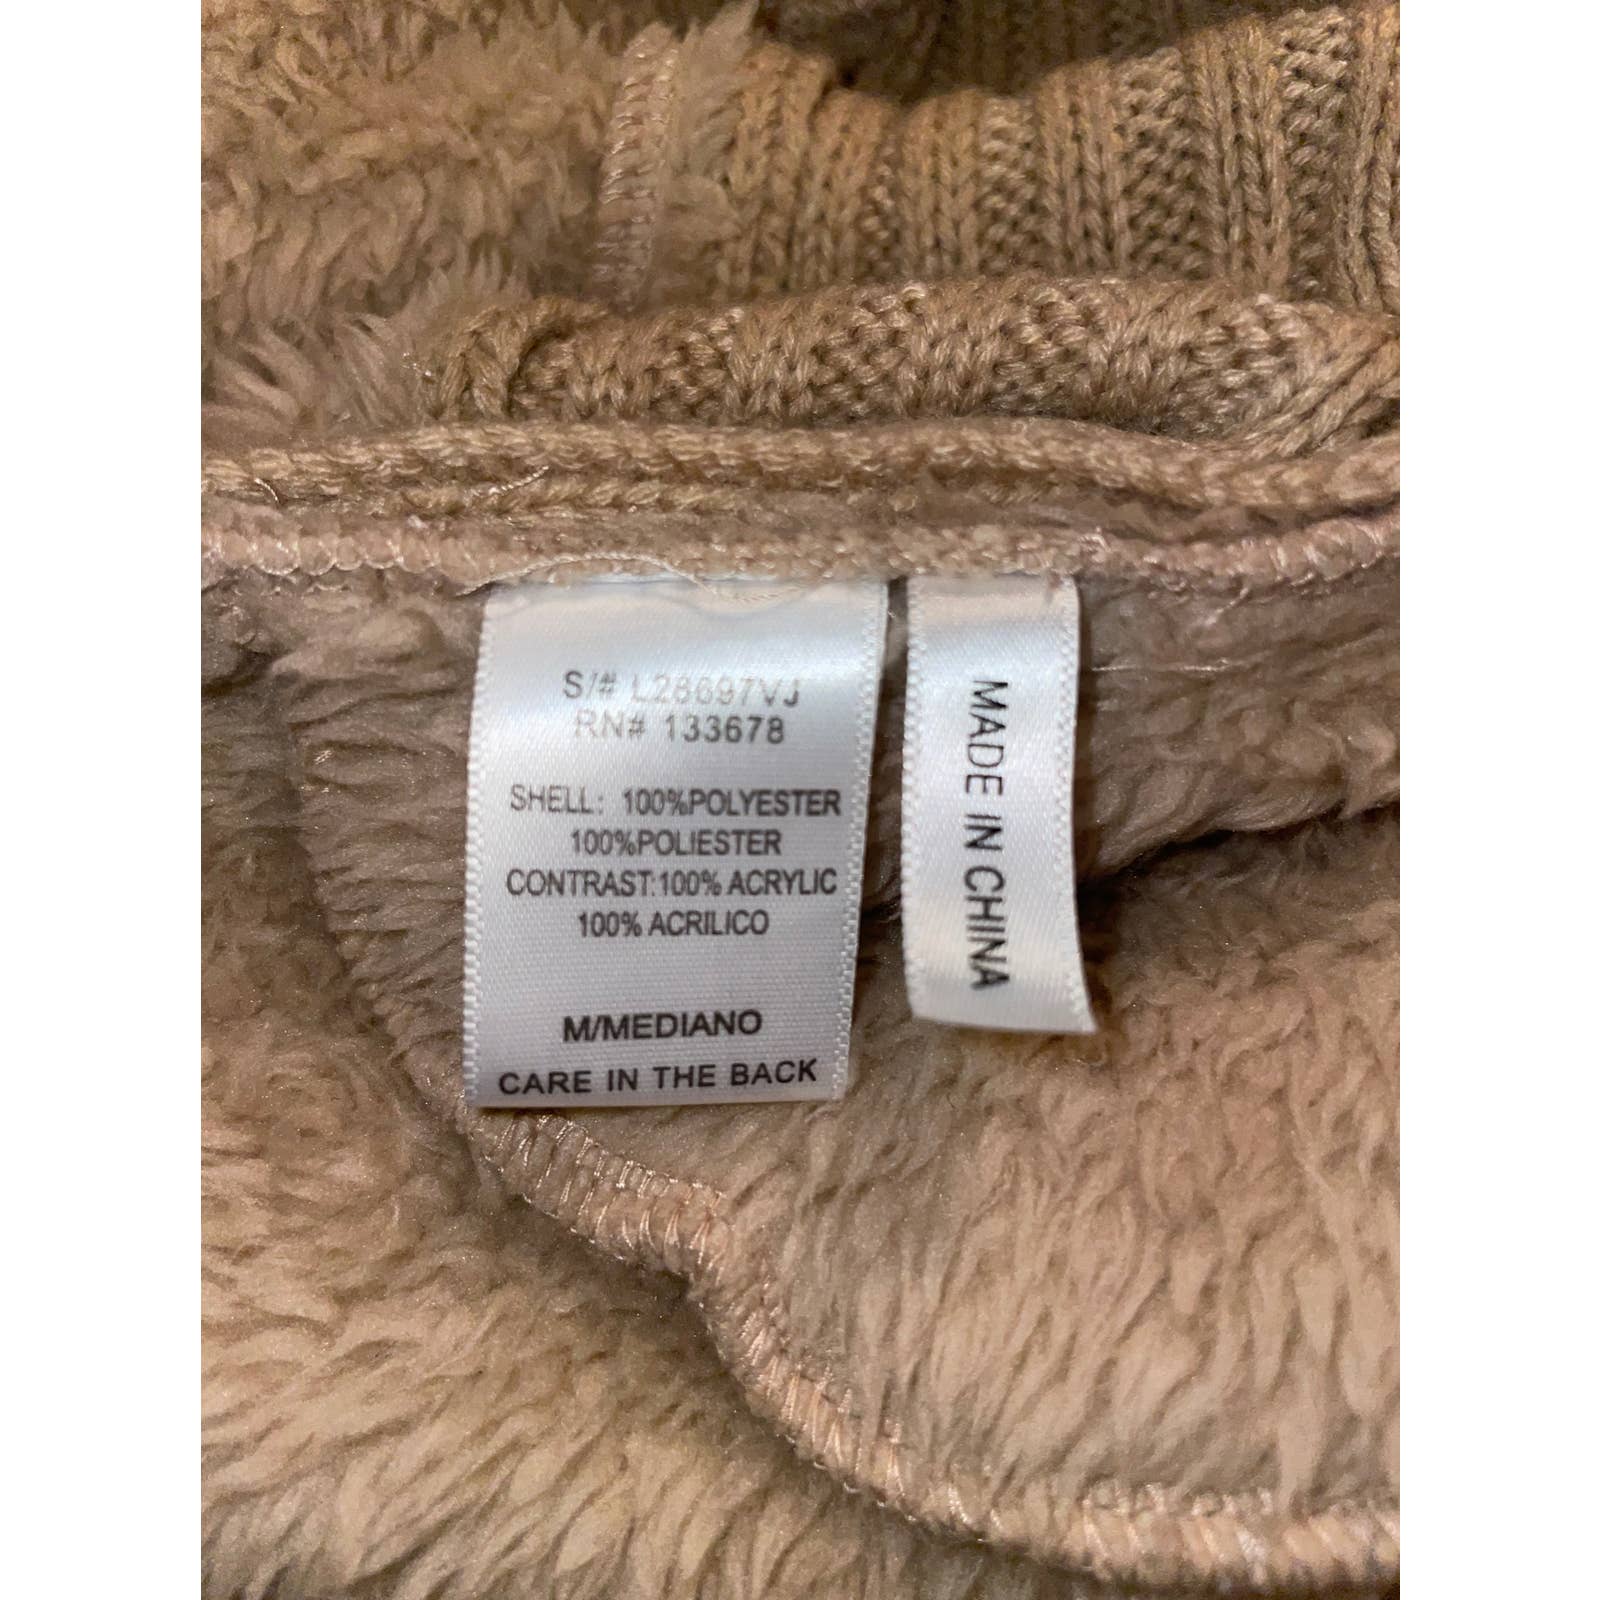 S/# L28697VJ
RN# 133678
SHELL: 100%POLYESTER
100%POLIESTER
CONTRAST:100% ACRYLIC
100% ACRILICO
M/MEDIANO
CARE IN THE BACK
MADE IN CHINA